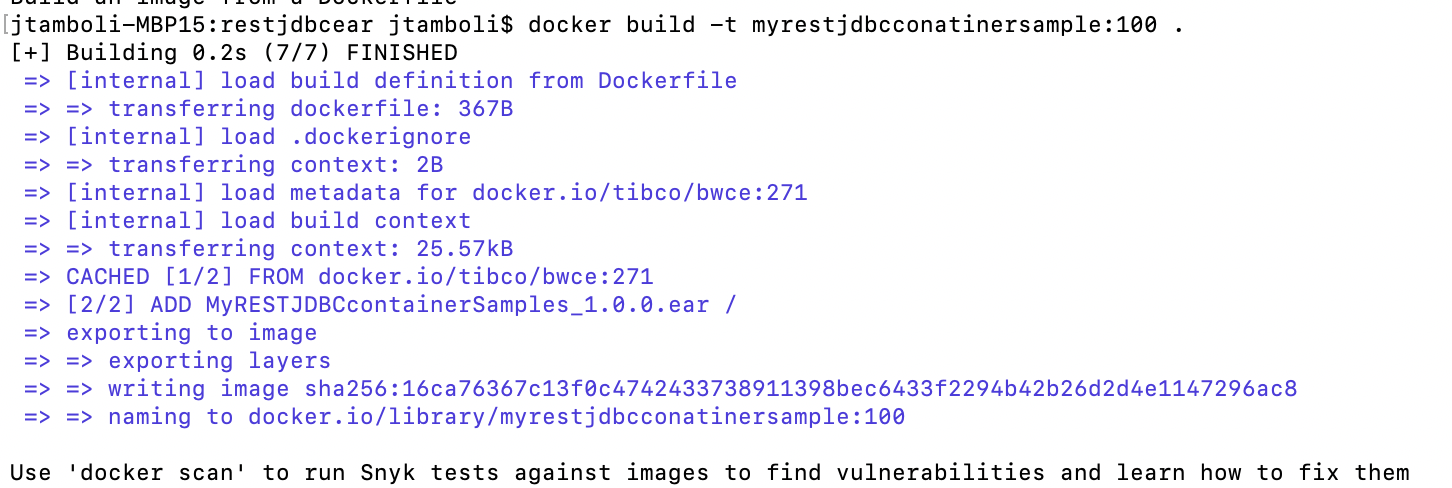 Build an image from a Dockerfile
[jtamboli-MBP15:restjdbcear jtamboli$ docker build -t myrestjdbcconatinersample:100 .
[+] Building 0.2s (7/7) FINISHED
=> [internal] load build definition from Dockerfile
=> => transferring dockerfile: 367B
=> [internal] load .dockerignore
=> => transferring context: 2B
=> [internal] load metadata for docker.io/tibco/bwce:271
=> [internal] load build context
=> => transferring context: 25.57kB
=> CACHED [1/2] FROM docker.io/tibco/bwce:271
=> [2/2] ADD MyRESTJDBCcontainerSamples_1.0.0.ear /
=> exporting to image
=> => exporting layers
=> => writing image sha256:16ca76367c13f0c4742433738911398bec6433f2294b42b26d2d4e1147296ac8
=> => naming to docker.io/library/myrestjdbcconatinersample:100
Use 'docker scan' to run Snyk tests against images to find vulnerabilities and learn how to fix them